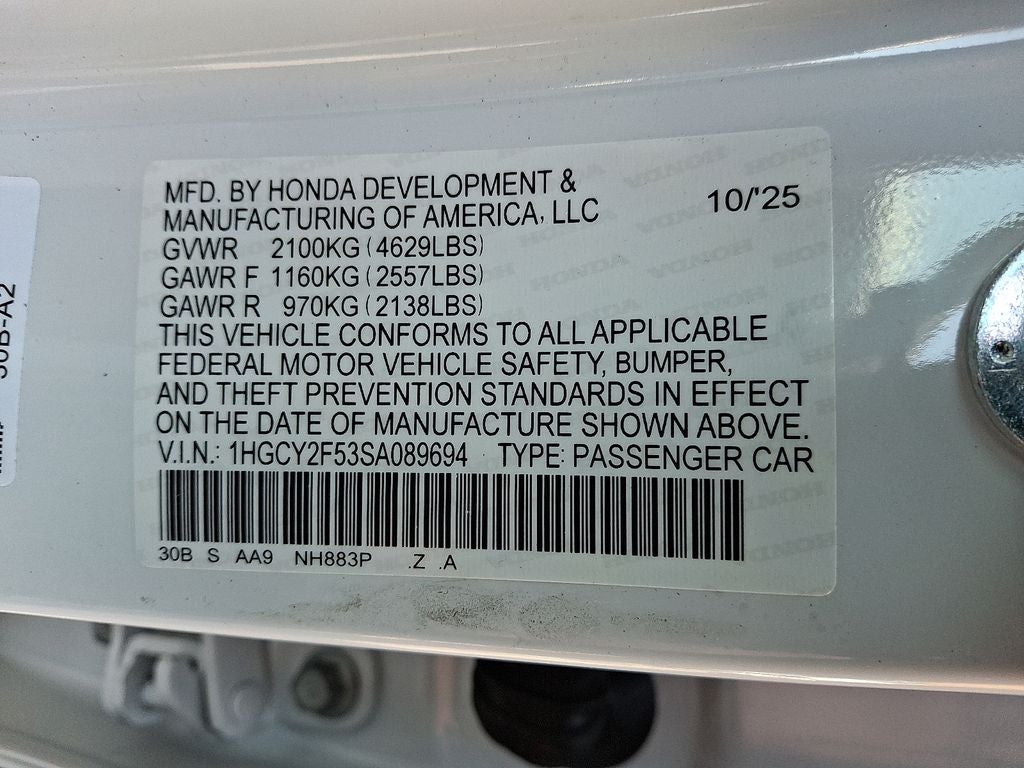 MFD. BY HONDA DEVELOPMENT &
MANUFACTURING OF AMERICA, LLC
10/'25
GVWR 2100KG (4629LBS)
GAWR F 1160KG (2557LBS)
GAWR R 970KG (2138LBS)
THIS VEHICLE CONFORMS TO ALL APPLICABLE
FEDERAL MOTOR VEHICLE SAFETY, BUMPER,
AND THEFT PREVENTION STANDARDS IN EFFECT
ON THE DATE OF MANUFACTURE SHOWN ABOVE.
V.I.N.: 1HGCY2F53SA089694 TYPE: PASSENGER CAR
30B S AA9 NH883P .Z .A
30B-A2